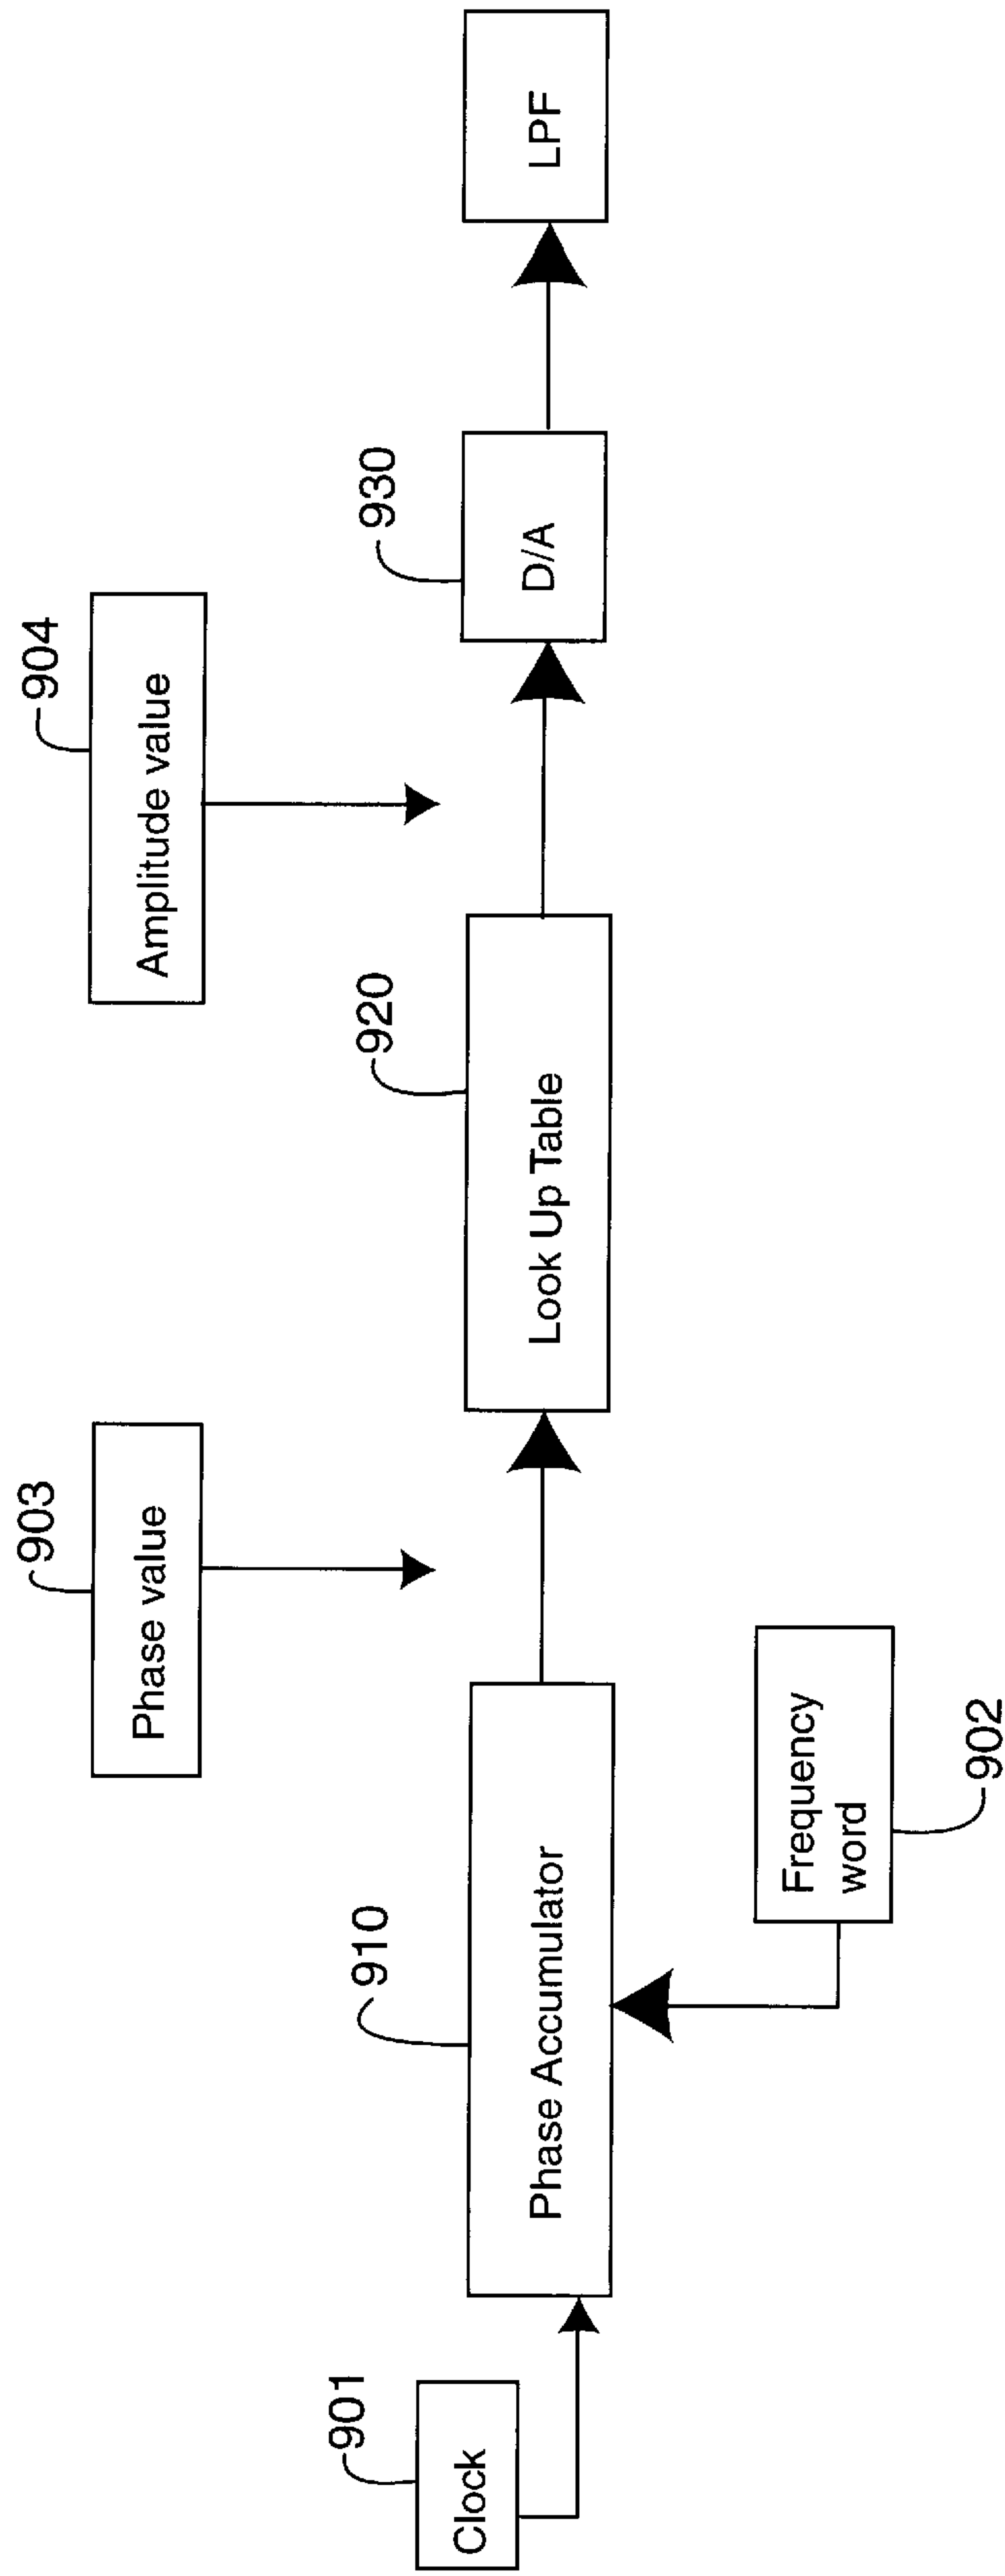 901
Clock
910
Phase Accumulator
Frequency
word
902
903
Phase value
920
Look Up Table
904
Amplitude value
930
D/A
LPF